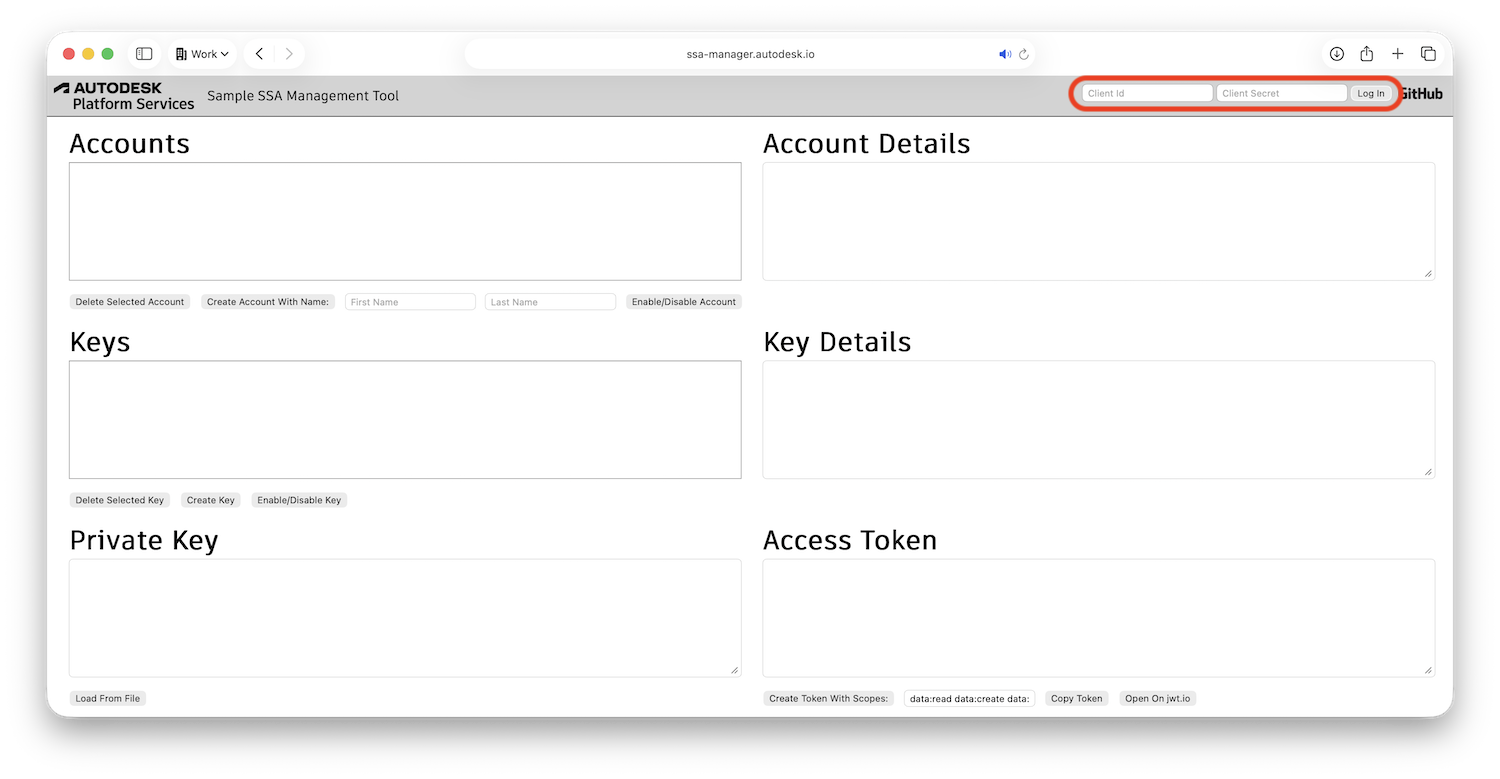 Work
ssa-manager.autodesk.io
AUTODESK
Platform Services
Sample SSA Management Tool
Client Id
Client Secret
Log In
GitHub
Accounts
Account Details
Delete Selected Account
Create Account With Name:
First Name
Last Name
Enable/Disable Account
Keys
Key Details
Delete Selected Key
Create Key
Enable/Disable Key
Private Key
Access Token
Load From File
Create Token With Scopes:
data:read data:create data:
Copy Token
Open On jwt.io